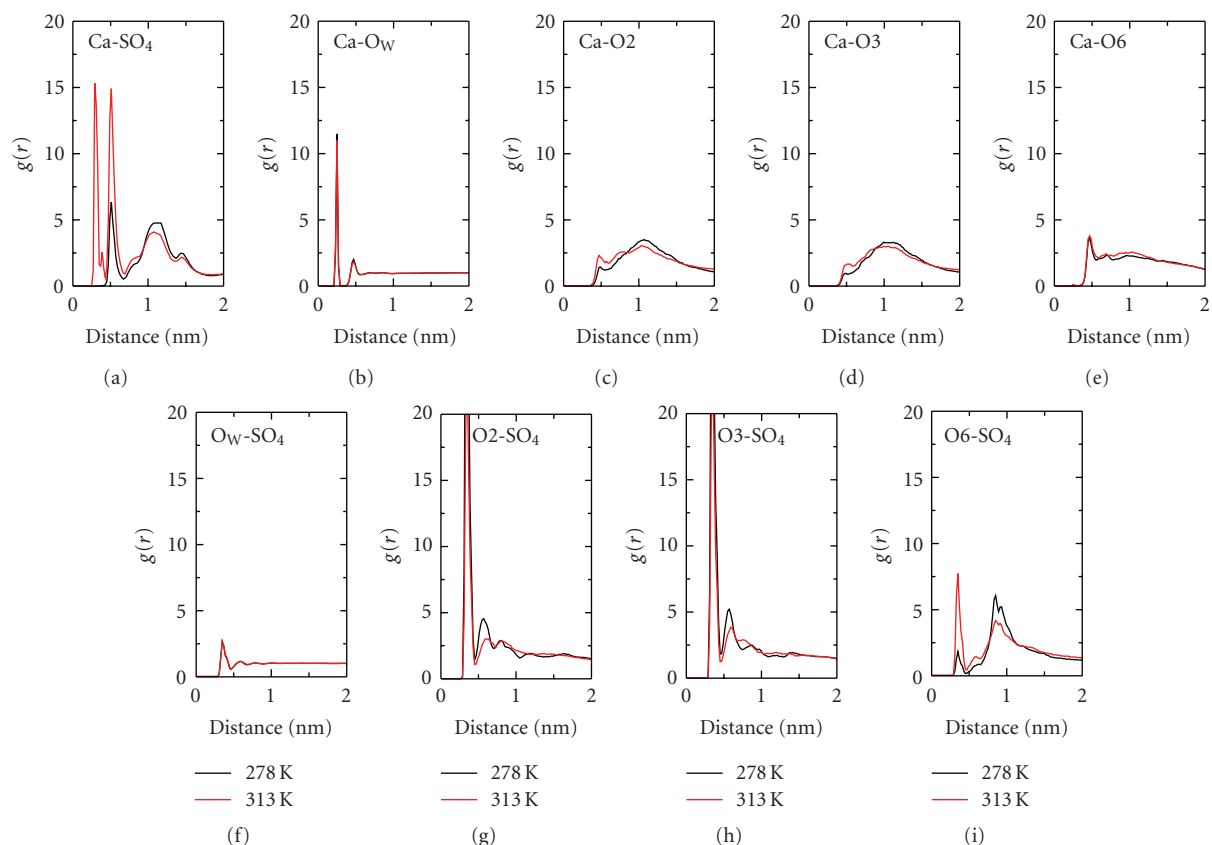 20
15
10
5
0
g(r)
Ca-SO4
0 1 2
Distance (nm)
(a)
20
15
10
5
0
g(r)
Ca-OW
0 1 2
Distance (nm)
(b)
20
15
10
5
0
g(r)
Ca-O2
0 1 2
Distance (nm)
(c)
20
15
10
5
0
g(r)
Ca-O3
0 1 2
Distance (nm)
(d)
20
15
10
5
0
g(r)
Ca-O6
0 1 2
Distance (nm)
(e)
20
15
10
5
0
g(r)
OW-SO4
0 1 2
Distance (nm)
278 K
313 K
(f)
20
15
10
5
0
g(r)
O2-SO4
0 1 2
Distance (nm)
278 K
313 K
(g)
20
15
10
5
0
g(r)
O3-SO4
0 1 2
Distance (nm)
278 K
313 K
(h)
20
15
10
5
0
g(r)
O6-SO4
0 1 2
Distance (nm)
278 K
313 K
(i)